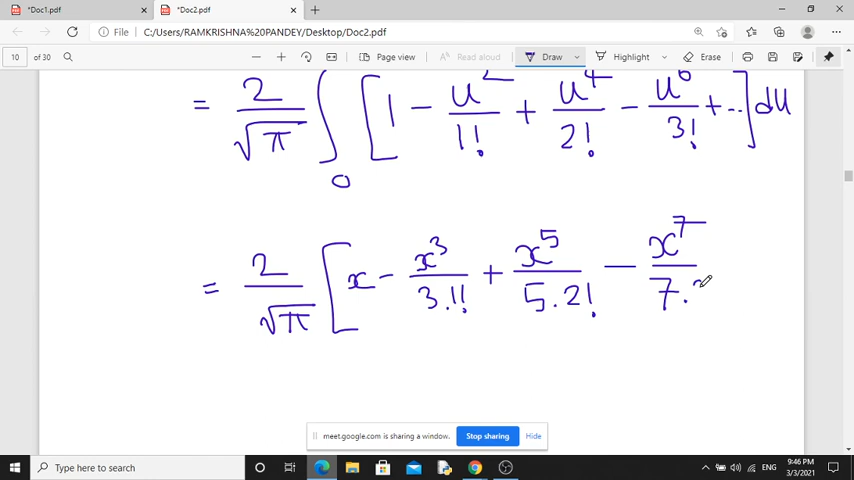 *Doc1.pdf
*Doc2.pdf
C:/Users/RAMKRISHNA%20PANDEY/Desktop/Doc2.pdf
10 of 30
Page view
Read aloud
Draw
Highlight
Erase
= 2/√π ∫₀ [1 − u²/1! + u⁴/2! − u⁶/3! + ..] du
= 2/√π [x − x³/3.1! + x⁵/5.2! − x⁷/7.
meet.google.com is sharing a window.
Stop sharing
Hide
Type here to search
ENG
9:46 PM
3/3/2021